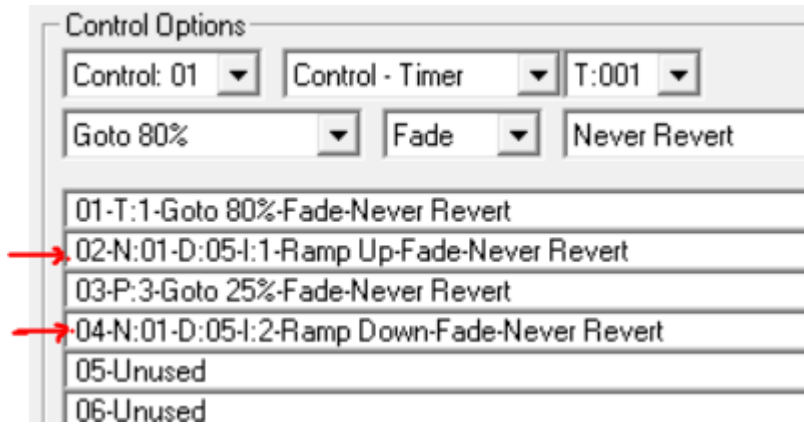 Control Options
Control: 01 Control - Timer T:001
Goto 80% Fade Never Revert
01-T:1-Goto 80%-Fade-Never Revert
02-N:01-D:05-I:1-Ramp Up-Fade-Never Revert
03-P:3-Goto 25%-Fade-Never Revert
04-N:01-D:05-I:2-Ramp Down-Fade-Never Revert
05-Unused
06-Unused